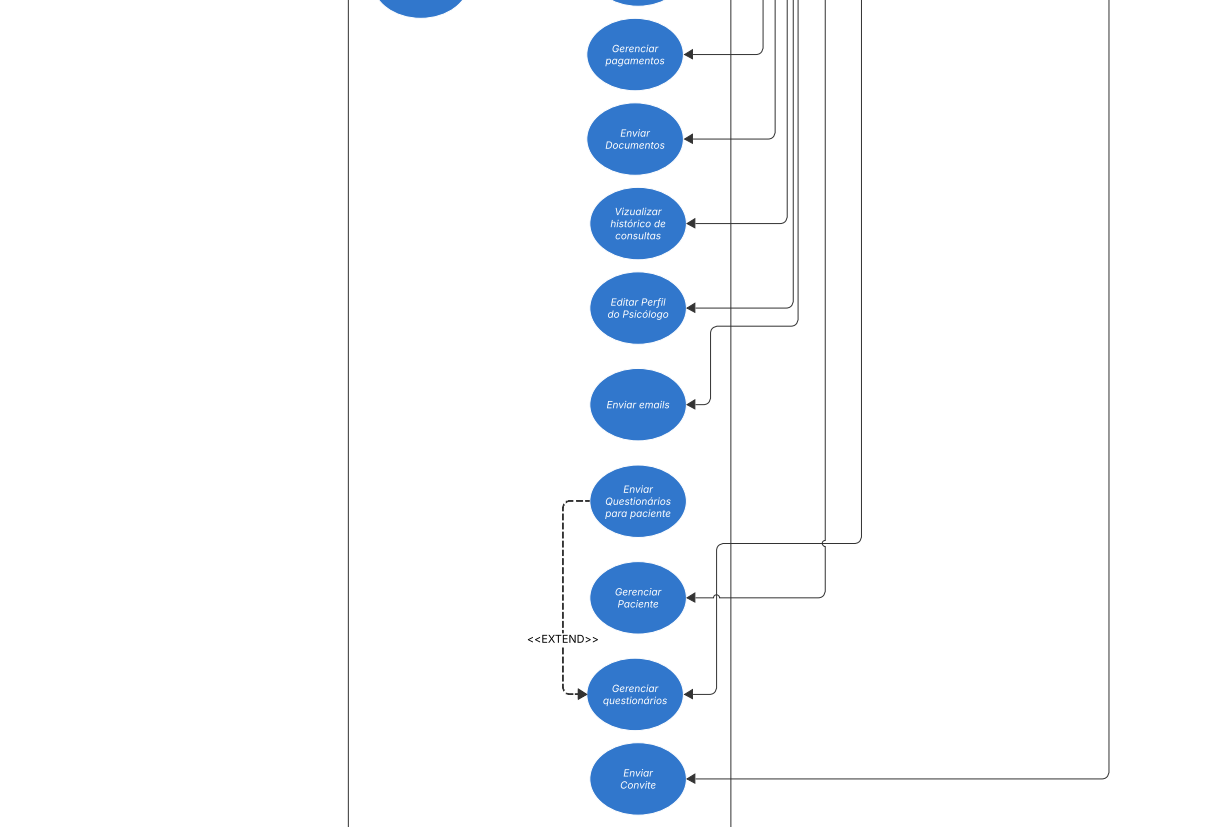 Gerenciar
pagamentos
Enviar
Documentos
Vizualizar
histórico de
consultas
Editar Perfil
do Psicólogo
Enviar emails
Enviar
Questionários
para paciente
Gerenciar
Paciente
<<EXTEND>>
Gerenciar
questionários
Enviar
Convite